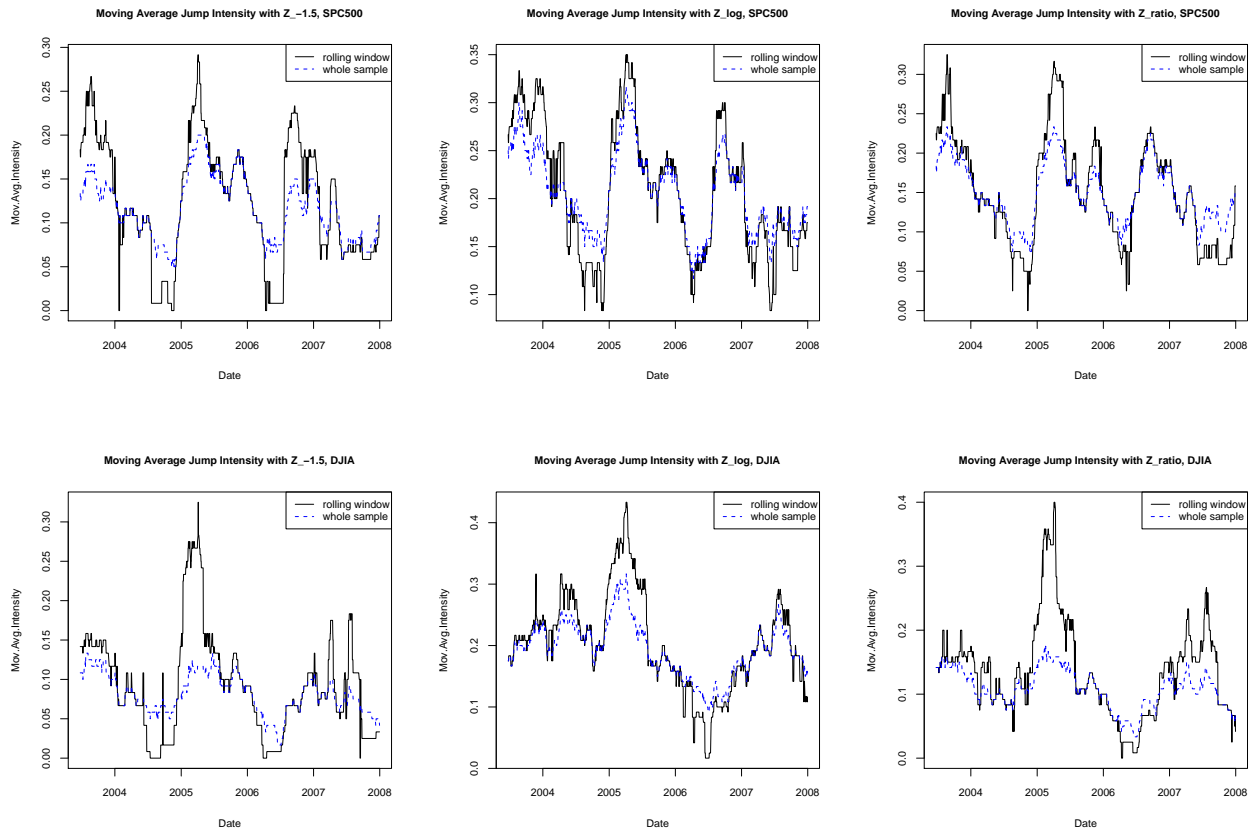 Moving Average Jump Intensity with Z_−1.5, SPC500
rolling window
whole sample
Mov.Avg.Intensity
0.00 0.05 0.10 0.15 0.20 0.25 0.30
2004 2005 2006 2007 2008
Date
Moving Average Jump Intensity with Z_log, SPC500
rolling window
whole sample
Mov.Avg.Intensity
0.10 0.15 0.20 0.25 0.30 0.35
2004 2005 2006 2007 2008
Date
Moving Average Jump Intensity with Z_ratio, SPC500
rolling window
whole sample
Mov.Avg.Intensity
0.00 0.05 0.10 0.15 0.20 0.25 0.30
2004 2005 2006 2007 2008
Date
Moving Average Jump Intensity with Z_−1.5, DJIA
rolling window
whole sample
Mov.Avg.Intensity
0.00 0.05 0.10 0.15 0.20 0.25 0.30
2004 2005 2006 2007 2008
Date
Moving Average Jump Intensity with Z_log, DJIA
rolling window
whole sample
Mov.Avg.Intensity
0.0 0.1 0.2 0.3 0.4
2004 2005 2006 2007 2008
Date
Moving Average Jump Intensity with Z_ratio, DJIA
rolling window
whole sample
Mov.Avg.Intensity
0.0 0.1 0.2 0.3 0.4
2004 2005 2006 2007 2008
Date